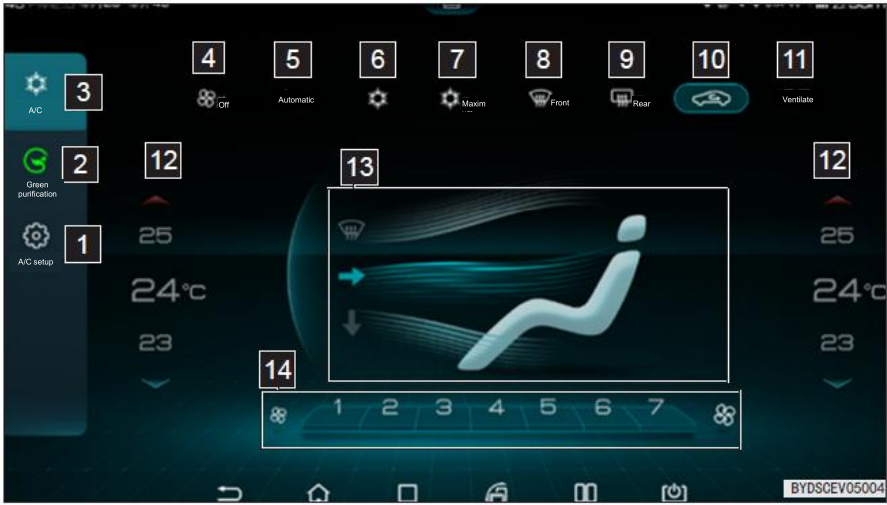 4 5 6 7 8 9 10 11
Off Automatic Maxim Front Rear Ventilate
3
A/C
2
Green
purification
1
A/C setup
12 13 12
25 25
24°C 24°C
23 23
14
1 2 3 4 5 6 7
BYDSCEV05004